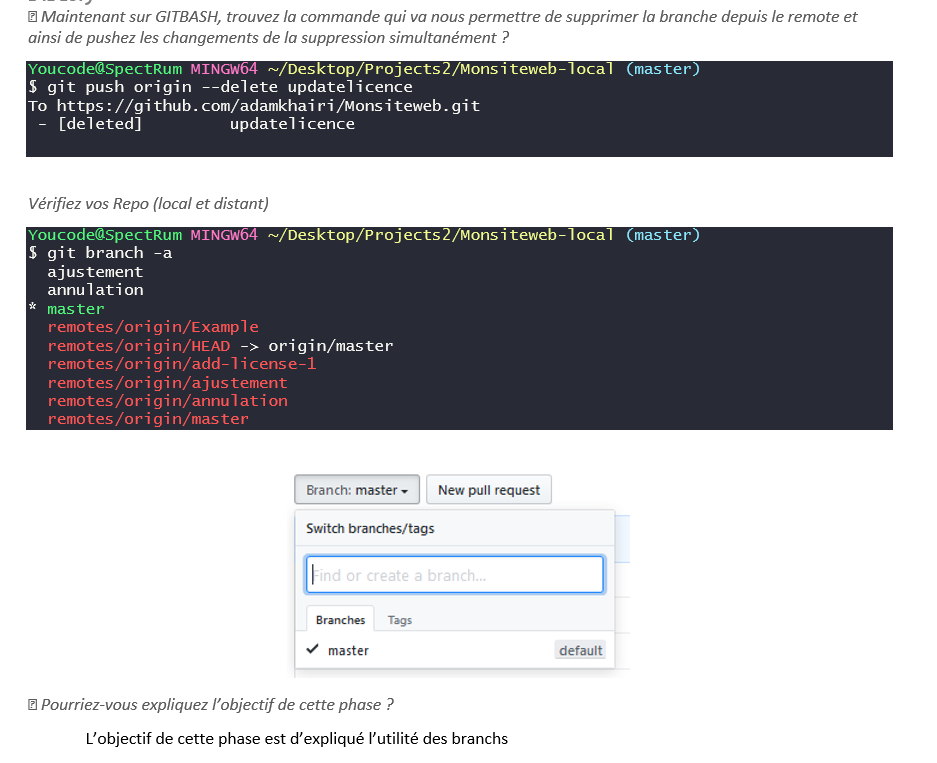 Maintenant sur GITBASH, trouvez la commande qui va nous permettre de supprimer la branche depuis le remote et
ainsi de pushez les changements de la suppression simultanément ?
Youcode@SpectRum MINGW64 ~/Desktop/Projects2/Monsiteweb-local (master)
$ git push origin --delete updatelicence
To https://github.com/adamkhairi/Monsiteweb.git
 - [deleted]         updatelicence
Vérifiez vos Repo (local et distant)
Youcode@SpectRum MINGW64 ~/Desktop/Projects2/Monsiteweb-local (master)
$ git branch -a
  ajustement
  annulation
* master
  remotes/origin/Example
  remotes/origin/HEAD -> origin/master
  remotes/origin/add-license-1
  remotes/origin/ajustement
  remotes/origin/annulation
  remotes/origin/master
Branch: master New pull request
Switch branches/tags
Find or create a branch...
Branches Tags
master default
Pourriez-vous expliquez l'objectif de cette phase ?
L'objectif de cette phase est d'expliqué l'utilité des branchs